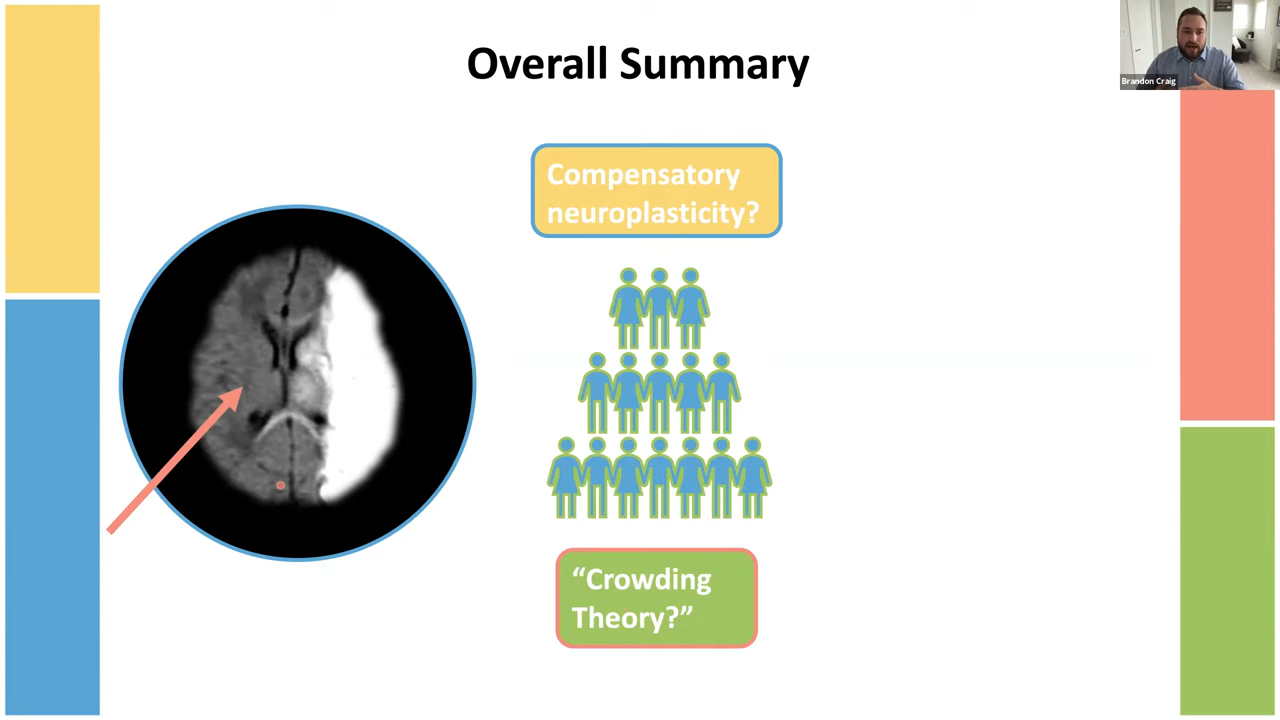 Overall Summary
Brandon Craig
Compensatory
neuroplasticity?
“Crowding
Theory?”